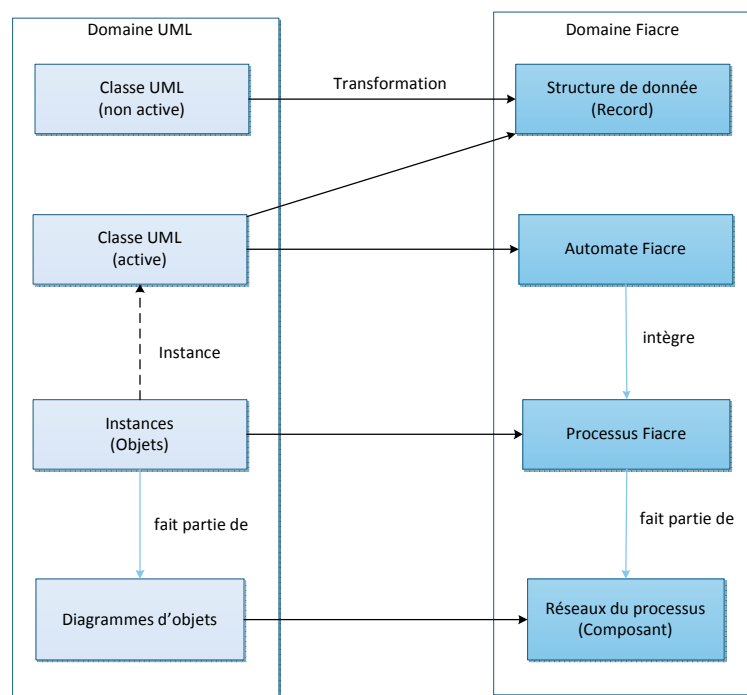 Domaine UML
Domaine Fiacre
Classe UML
(non active)
Transformation
Structure de donnée
(Record)
Classe UML
(active)
Automate Fiacre
Instance
intègre
Instances
(Objets)
Processus Fiacre
fait partie de
fait partie de
Diagrammes d'objets
Réseaux du processus
(Composant)